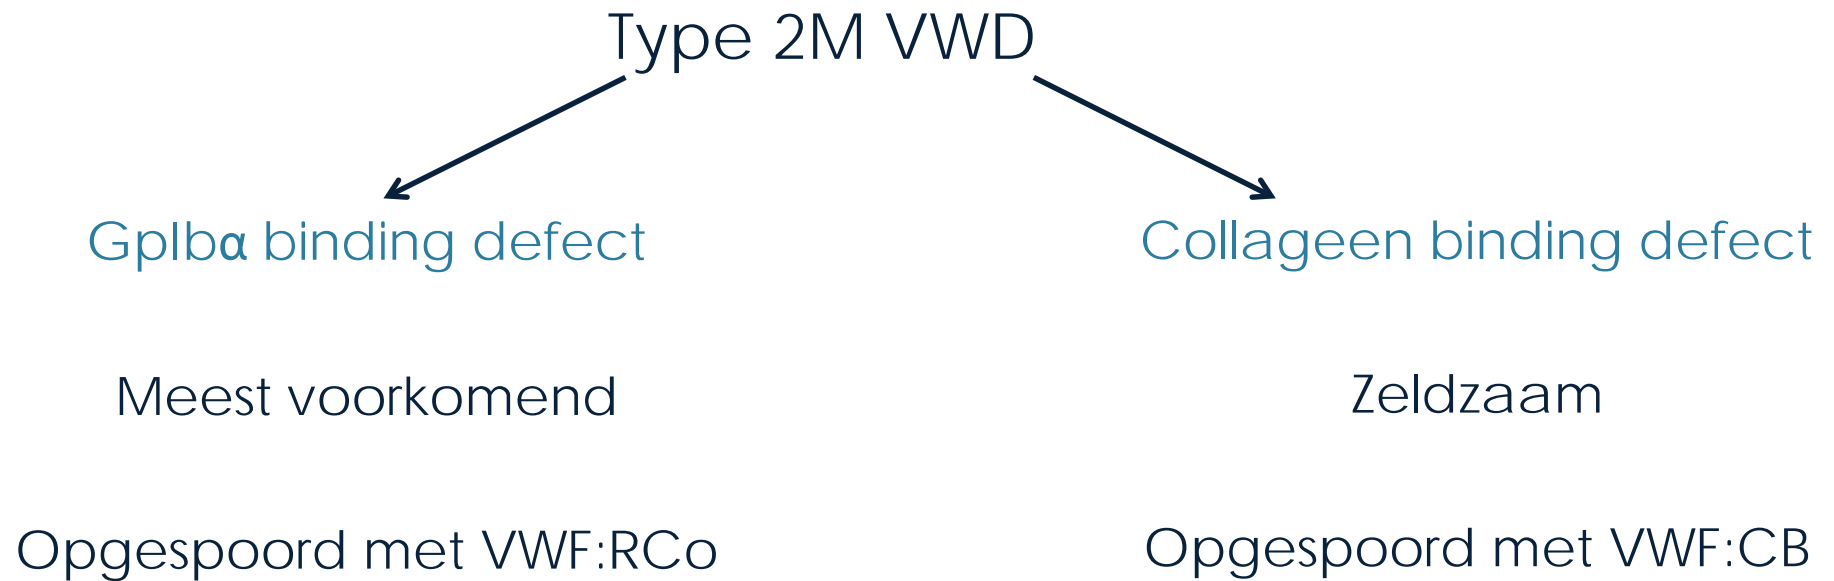 Type 2M VWD
GpIbα binding defect
Collageen binding defect
Meest voorkomend
Zeldzaam
Opgespoord met VWF:RCo
Opgespoord met VWF:CB